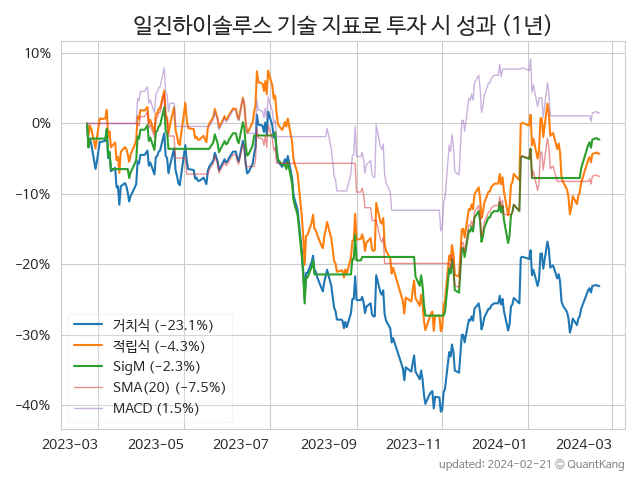 일진하이솔루스 기술 지표로 투자 시 성과 (1년)
10%
0%
−10%
−20%
−30%
−40%
거치식 (−23.1%)
적립식 (−4.3%)
SigM (−2.3%)
SMA(20) (−7.5%)
MACD (1.5%)
2023−03 2023−05 2023−07 2023−09 2023−11 2024−01 2024−03
updated: 2024−02−21 © QuantKang